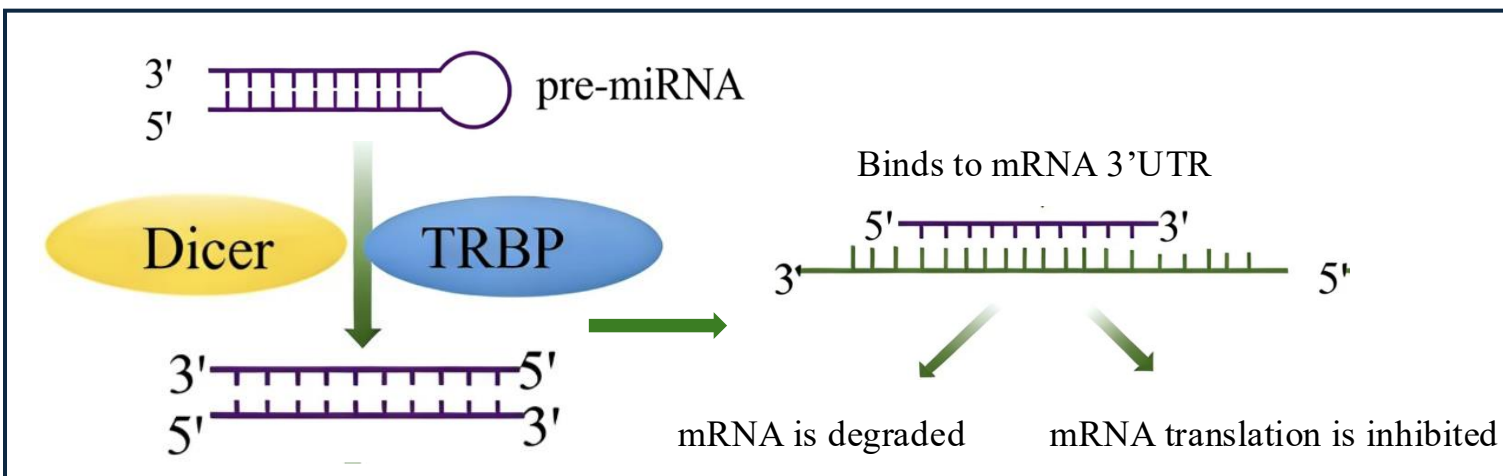 3'
pre-miRNA
5'
Dicer
TRBP
3'
5'
5'
3'
Binds to mRNA 3’UTR
5'
3'
3'
5'
mRNA is degraded
mRNA translation is inhibited